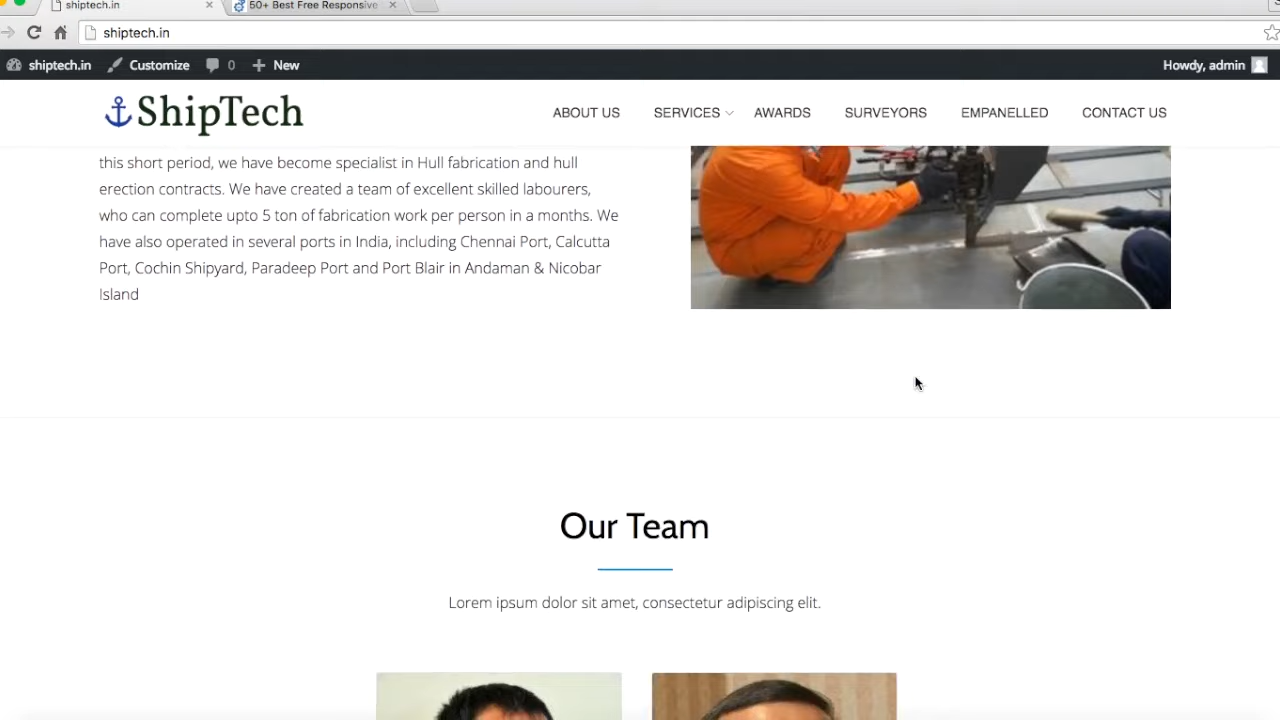 shiptech.in
50+ Best Free Responsive
shiptech.in
shiptech.in Customize 0 New Howdy, admin
ShipTech ABOUT US SERVICES AWARDS SURVEYORS EMPANELLED CONTACT US
this short period, we have become specialist in Hull fabrication and hull
erection contracts. We have created a team of excellent skilled labourers,
who can complete upto 5 ton of fabrication work per person in a months. We
have also operated in several ports in India, including Chennai Port, Calcutta
Port, Cochin Shipyard, Paradeep Port and Port Blair in Andaman & Nicobar
Island
Our Team
Lorem ipsum dolor sit amet, consectetur adipiscing elit.